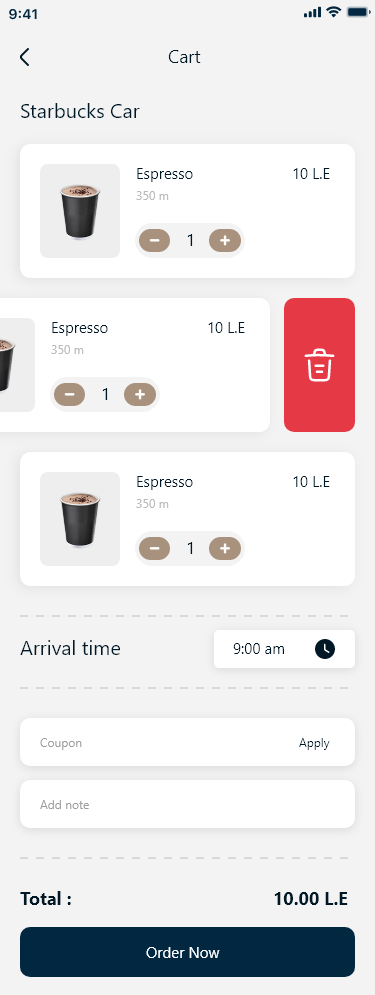 9:41
Cart
Starbucks Car
Espresso 10 L.E
350 m
1
Espresso 10 L.E
350 m
1
Espresso 10 L.E
350 m
1
Arrival time 9:00 am
Coupon Apply
Add note
Total : 10.00 L.E
Order Now